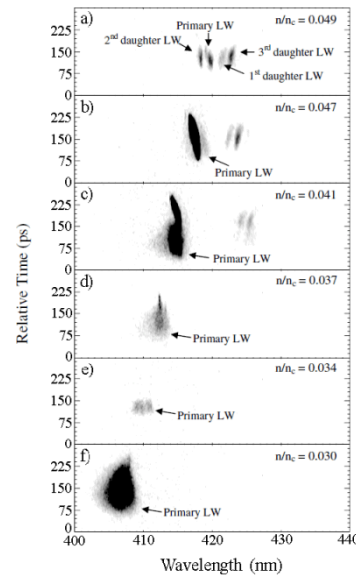 a)
n/nc = 0.049
Primary LW
2nd daughter LW
3rd daughter LW
1st daughter LW
225
150
75
0
b)
n/nc = 0.047
Primary LW
225
150
75
0
c)
n/nc = 0.041
Primary LW
225
150
75
0
d)
n/nc = 0.037
Primary LW
225
150
75
0
e)
n/nc = 0.034
Primary LW
225
150
75
0
f)
n/nc = 0.030
Primary LW
225
150
75
0
Relative Time (ps)
400 410 420 430 440
Wavelength (nm)